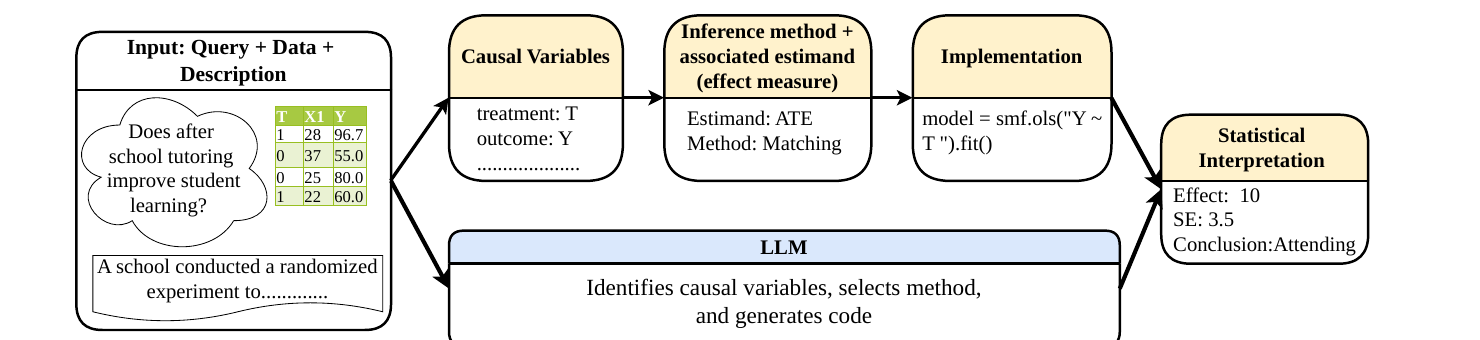 Input: Query + Data +
Description
Does after
school tutoring
improve student
learning?
T X1 Y
1 28 96.7
0 37 55.0
0 25 80.0
1 22 60.0
A school conducted a randomized
experiment to.............
Causal Variables
treatment: T
outcome: Y
....................
Inference method +
associated estimand
(effect measure)
Estimand: ATE
Method: Matching
Implementation
model = smf.ols("Y ~
T ").fit()
LLM
Identifies causal variables, selects method,
and generates code
Statistical
Interpretation
Effect: 10
SE: 3.5
Conclusion:Attending